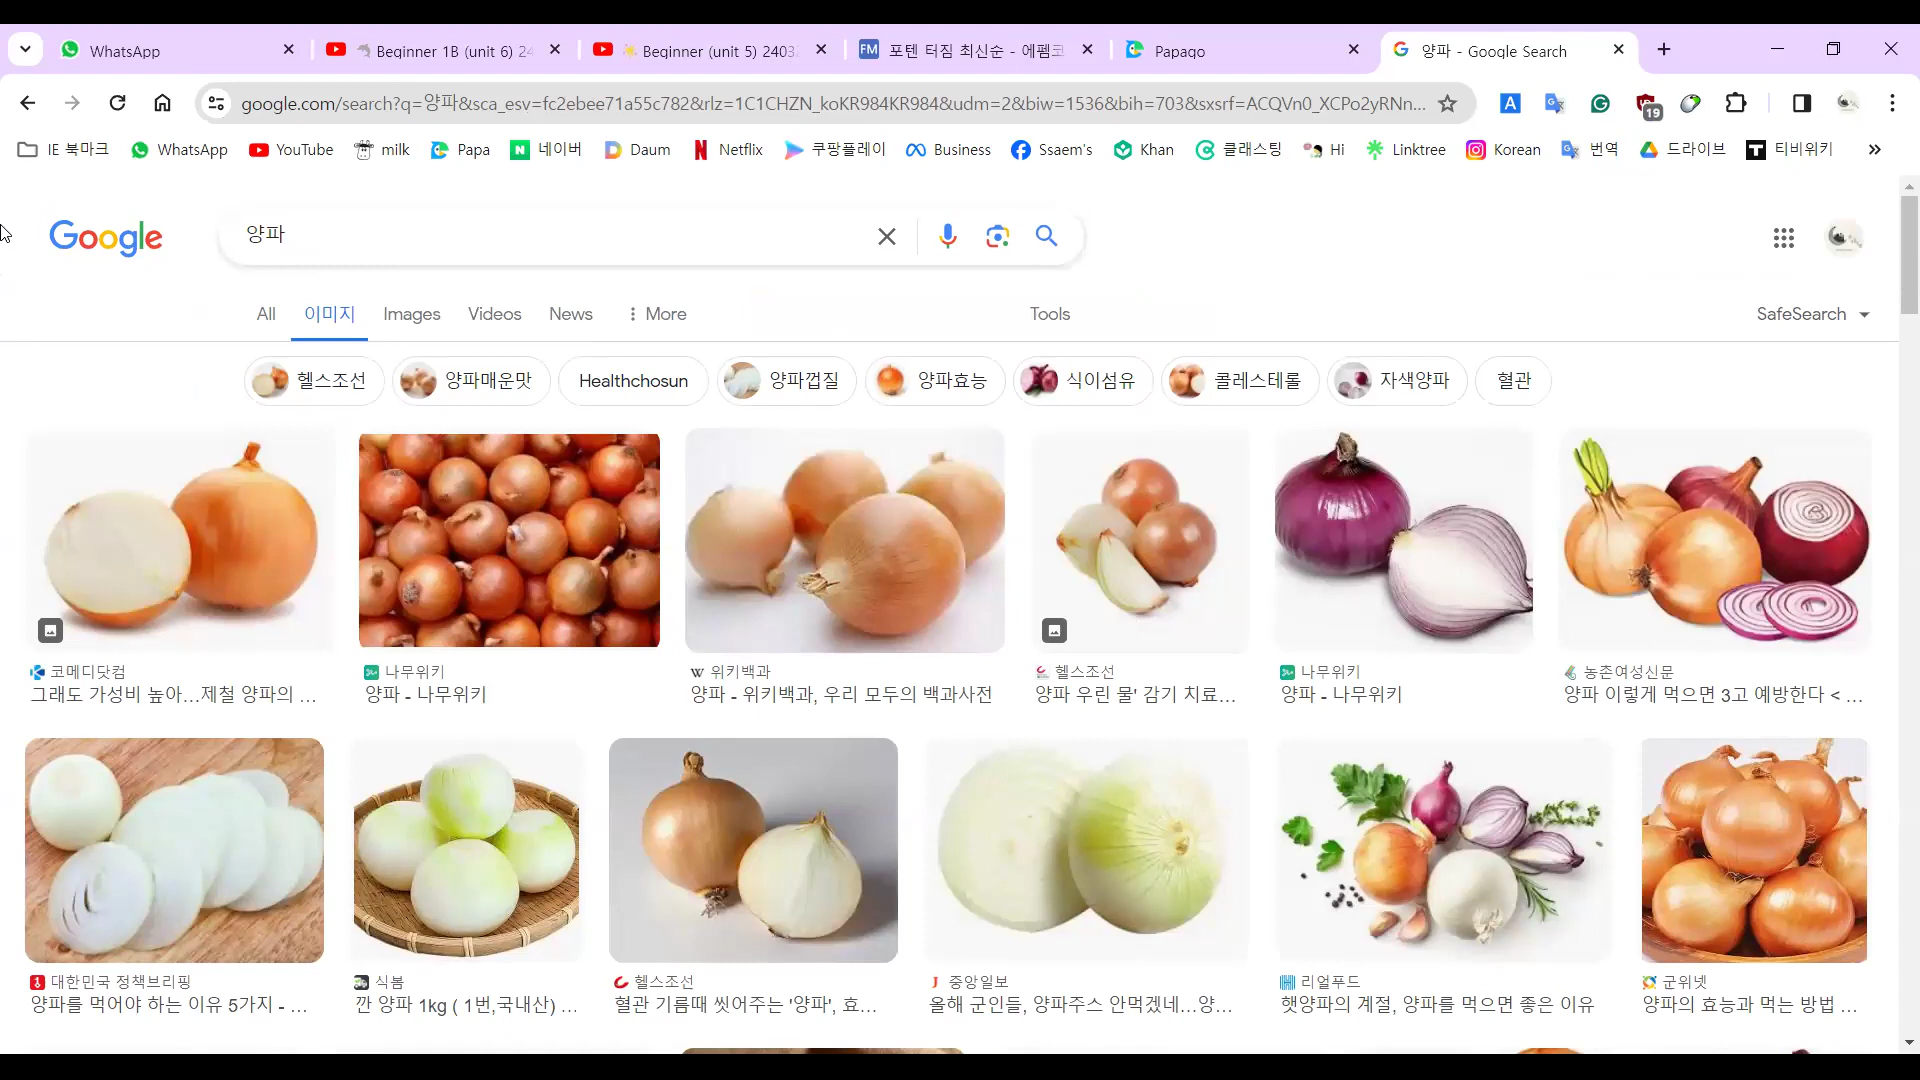 WhatsApp
Beginner 1B (unit 6) 24
Beginner (unit 5) 2403
포텐 터짐 최신순 - 에펨코
Papago
양파 - Google Search
google.com/search?q=양파&sca_esv=fc2ebee71a55c782&rlz=1C1CHZN_koKR984KR984&udm=2&biw=1536&bih=703&sxsrf=ACQVn0_XCPo2yRNn...
19
IE 북마크
WhatsApp
YouTube
milk
Papa
네이버
Daum
Netflix
쿠팡플레이
Business
Ssaem's
Khan
클래스팅
Hi
Linktree
Korean
번역
드라이브
티비위키
Google
양파
All
이미지
Images
Videos
News
More
Tools
SafeSearch
헬스조선
양파매운맛
Healthchosun
양파껍질
양파효능
식이섬유
콜레스테롤
자색양파
혈관
코메디닷컴
그래도 가성비 높아...제철 양파의 ...
나무위키
양파 - 나무위키
위키백과
양파 - 위키백과, 우리 모두의 백과사전
헬스조선
양파 우린 물' 감기 치료...
나무위키
양파 - 나무위키
농촌여성신문
양파 이렇게 먹으면 3고 예방한다 < ...
대한민국 정책브리핑
양파를 먹어야 하는 이유 5가지 - ...
식봄
깐 양파 1kg ( 1번,국내산) ...
헬스조선
혈관 기름때 씻어주는 '양파', 효...
중앙일보
올해 군인들, 양파주스 안먹겠네...양...
리얼푸드
햇양파의 계절, 양파를 먹으면 좋은 이유
군위넷
양파의 효능과 먹는 방법 ...